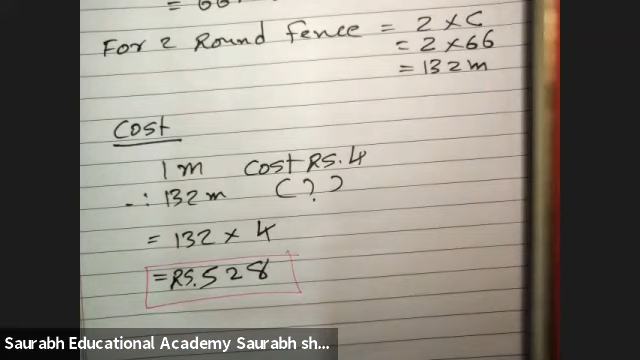 = 66
For 2 Round fence = 2 × C
= 2 × 66
= 132 m
Cost
1 m Cost Rs. 4
∴ 132 m (??)
= 132 × 4
= RS. 528
Saurabh Educational Academy Saurabh sh...